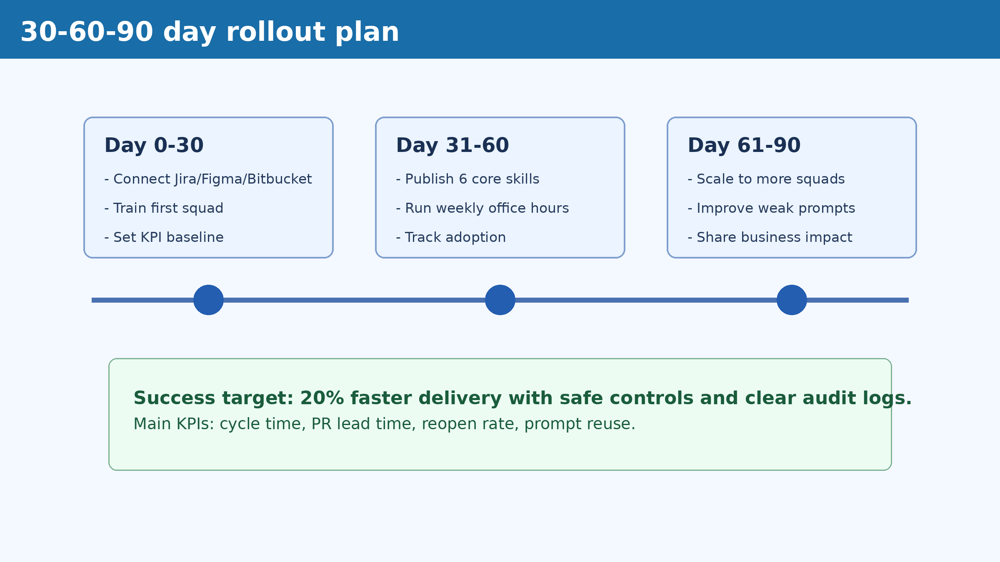 30-60-90 day rollout plan
Day 0-30
- Connect Jira/Figma/Bitbucket
- Train first squad
- Set KPI baseline
Day 31-60
- Publish 6 core skills
- Run weekly office hours
- Track adoption
Day 61-90
- Scale to more squads
- Improve weak prompts
- Share business impact
Success target: 20% faster delivery with safe controls and clear audit logs.
Main KPIs: cycle time, PR lead time, reopen rate, prompt reuse.